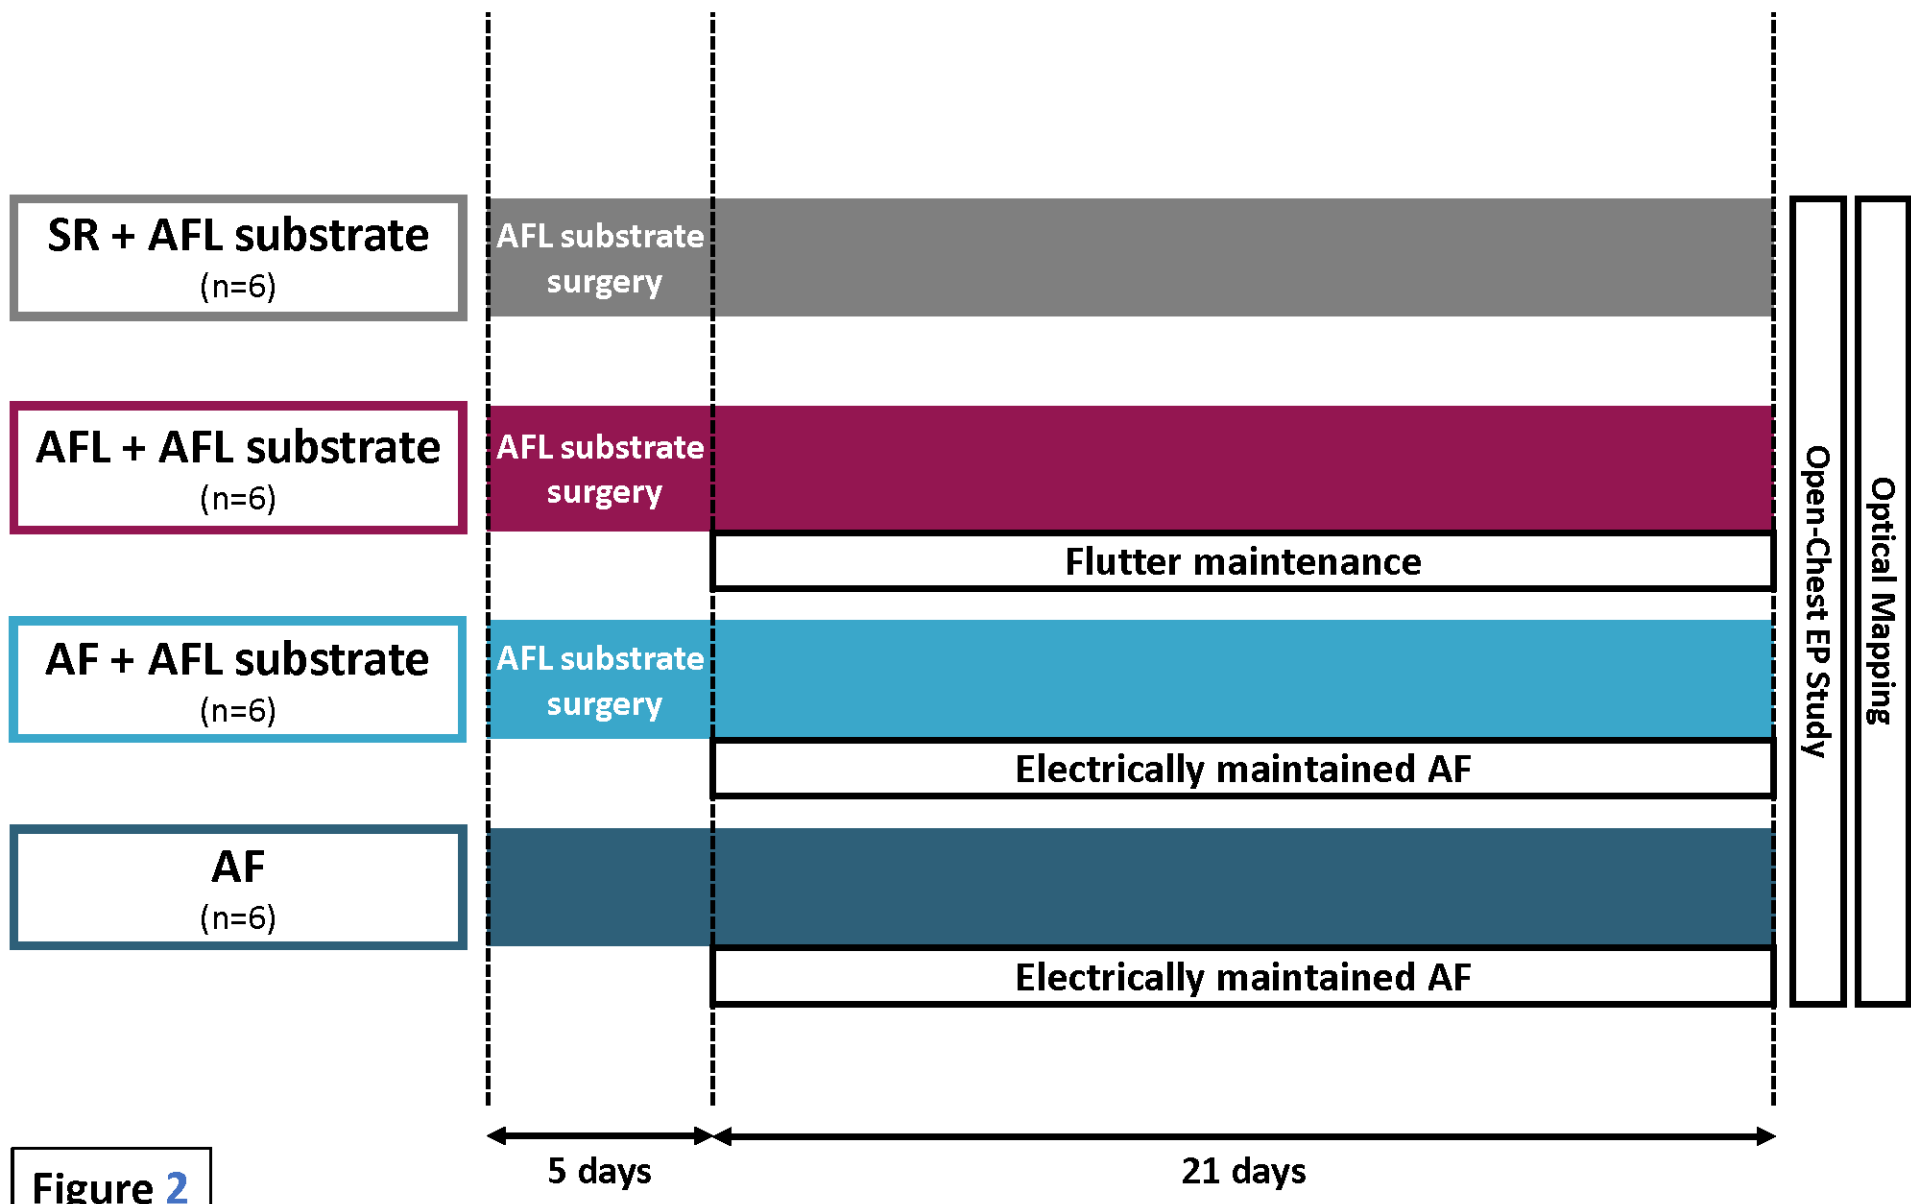 SR + AFL substrate
(n=6)
AFL substrate
surgery
AFL + AFL substrate
(n=6)
AFL substrate
surgery
Flutter maintenance
AF + AFL substrate
(n=6)
AFL substrate
surgery
Electrically maintained AF
AF
(n=6)
Electrically maintained AF
Open-Chest EP Study
Optical Mapping
5 days
21 days
Figure 2